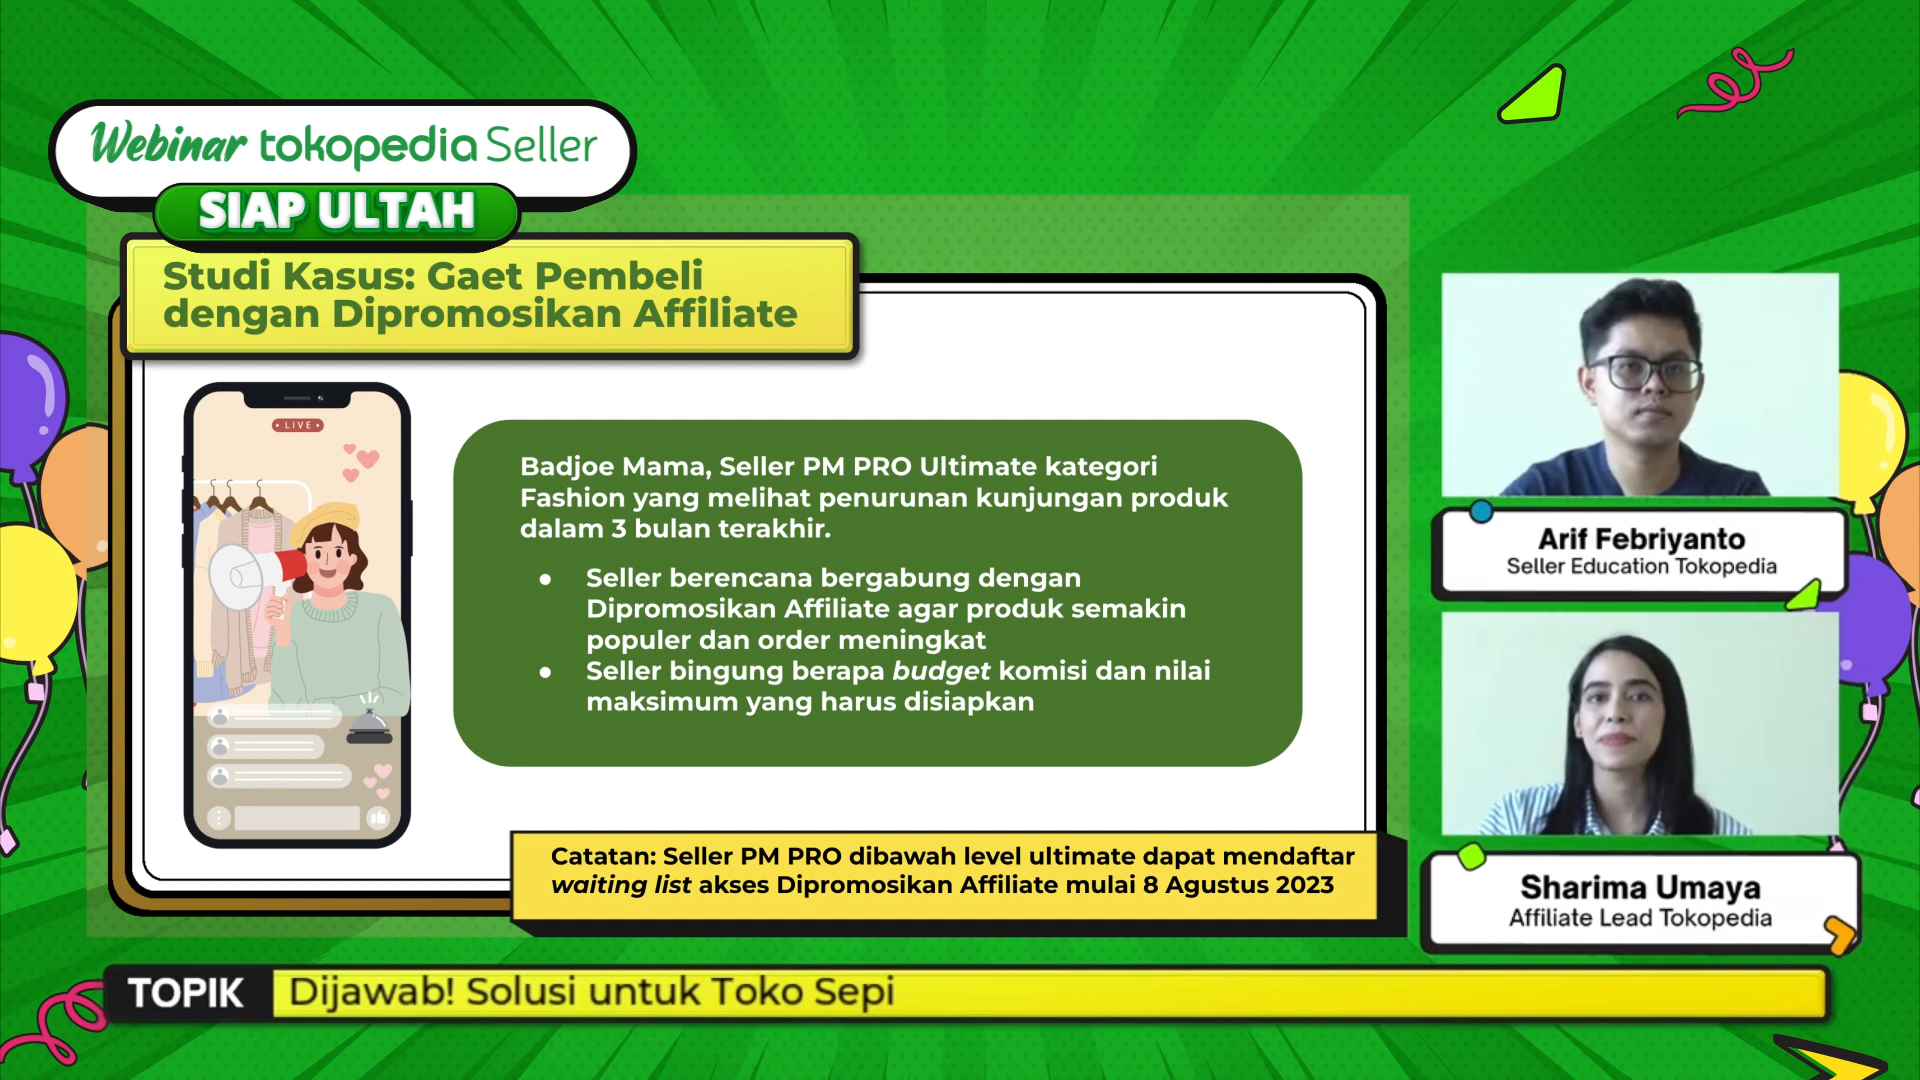 Webinar tokopedia Seller
SIAP ULTAH
Studi Kasus: Gaet Pembeli
dengan Dipromosikan Affiliate
• LIVE •
Badjoe Mama, Seller PM PRO Ultimate kategori
Fashion yang melihat penurunan kunjungan produk
dalam 3 bulan terakhir.
● Seller berencana bergabung dengan
Dipromosikan Affiliate agar produk semakin
populer dan order meningkat
● Seller bingung berapa budget komisi dan nilai
maksimum yang harus disiapkan
Catatan: Seller PM PRO dibawah level ultimate dapat mendaftar
waiting list akses Dipromosikan Affiliate mulai 8 Agustus 2023
Arif Febriyanto
Seller Education Tokopedia
Sharima Umaya
Affiliate Lead Tokopedia
TOPIK Dijawab! Solusi untuk Toko Sepi